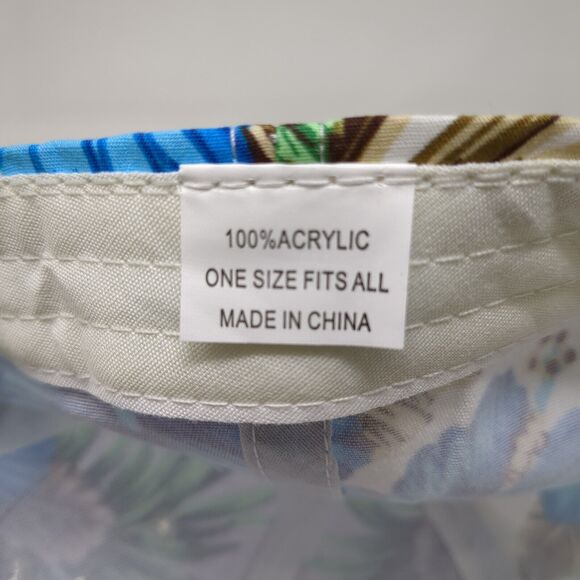 100%ACRYLIC
ONE SIZE FITS ALL
MADE IN CHINA